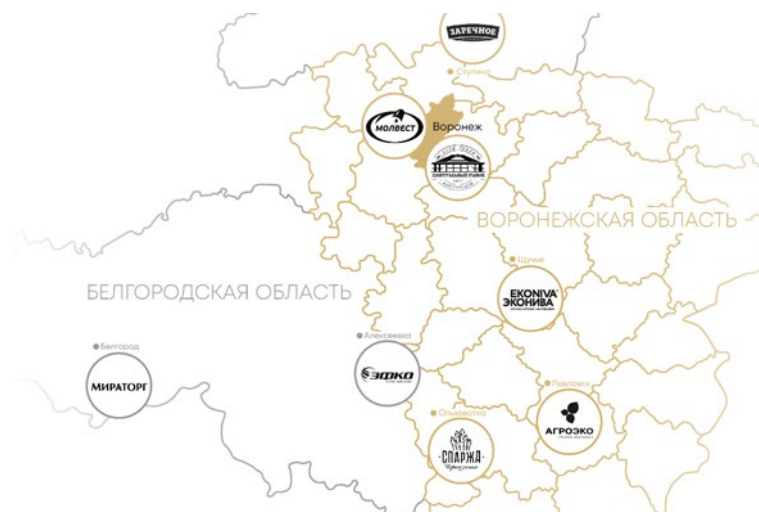 ЗАРЕЧНОЕ
Ступино
МОЛВЕСТ
Воронеж
ЦЕНТРАЛЬНЫЙ РЫНОК
ВОРОНЕЖСКАЯ ОБЛАСТЬ
Щучье
EKONIVA
ЭКОНИВА
БЕЛГОРОДСКАЯ ОБЛАСТЬ
Алексеевка
Белгород
ЭФКО
МИРАТОРГ
Павловск
Ольховатка
АГРОЭКО
СПАРЖА